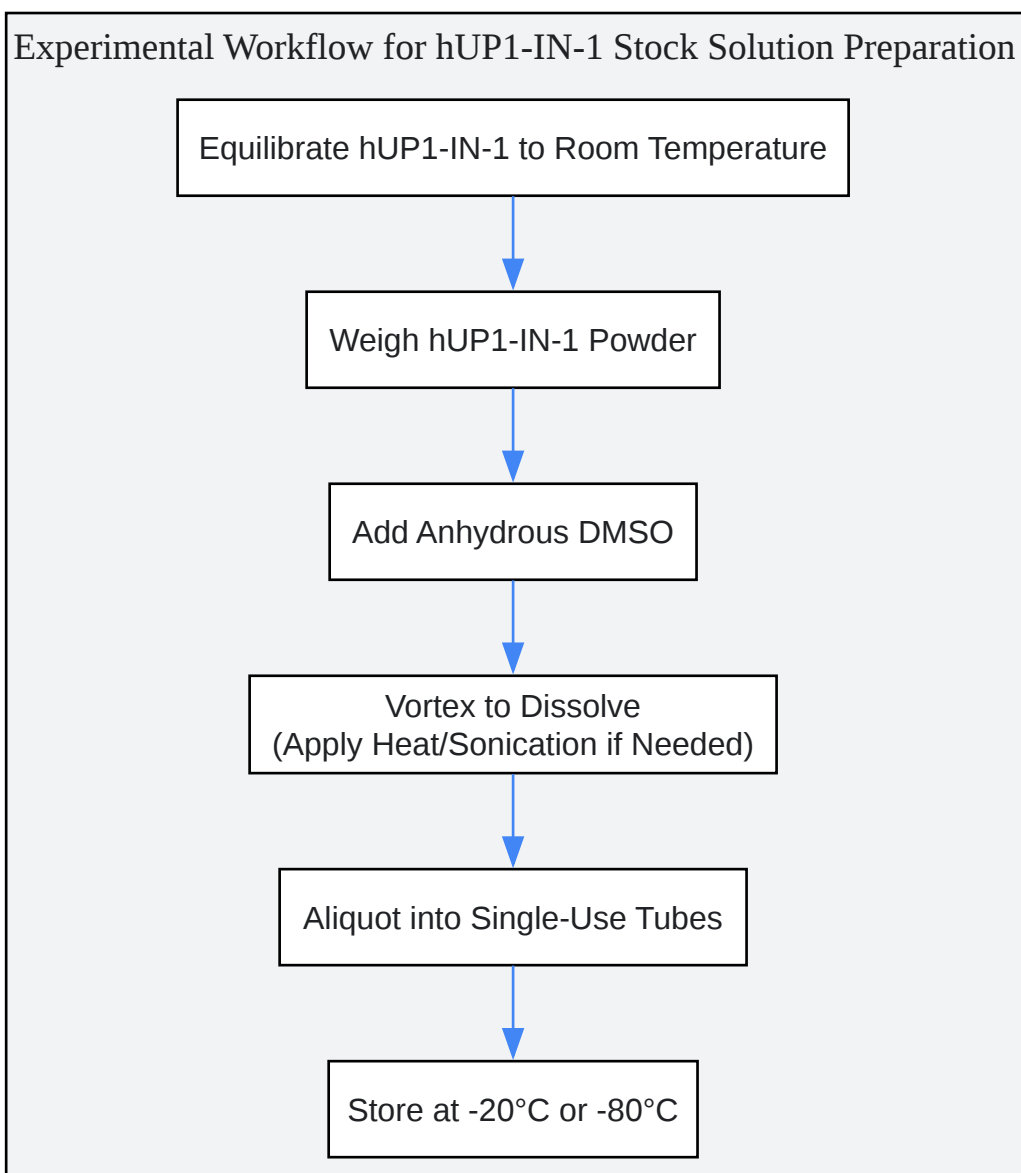 Experimental Workflow for hUP1-IN-1 Stock Solution Preparation
Equilibrate hUP1-IN-1 to Room Temperature
Weigh hUP1-IN-1 Powder
Add Anhydrous DMSO
Vortex to Dissolve
(Apply Heat/Sonication if Needed)
Aliquot into Single-Use Tubes
Store at -20°C or -80°C